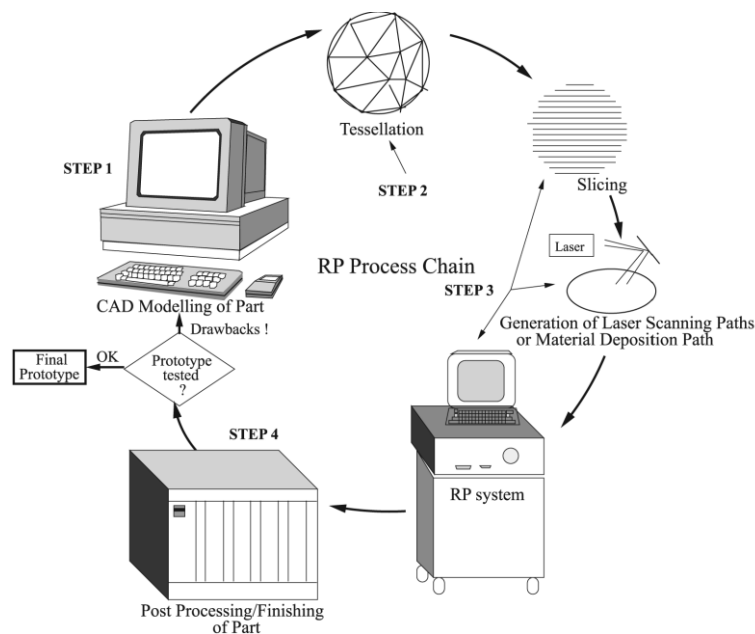 Tessellation
STEP 1
STEP 2
Slicing
Laser
RP Process Chain
STEP 3
CAD Modelling of Part
Generation of Laser Scanning Paths
or Material Deposition Path
Drawbacks !
OK
Final
Prototype
Prototype
tested
?
STEP 4
RP system
Post Processing/Finishing
of Part